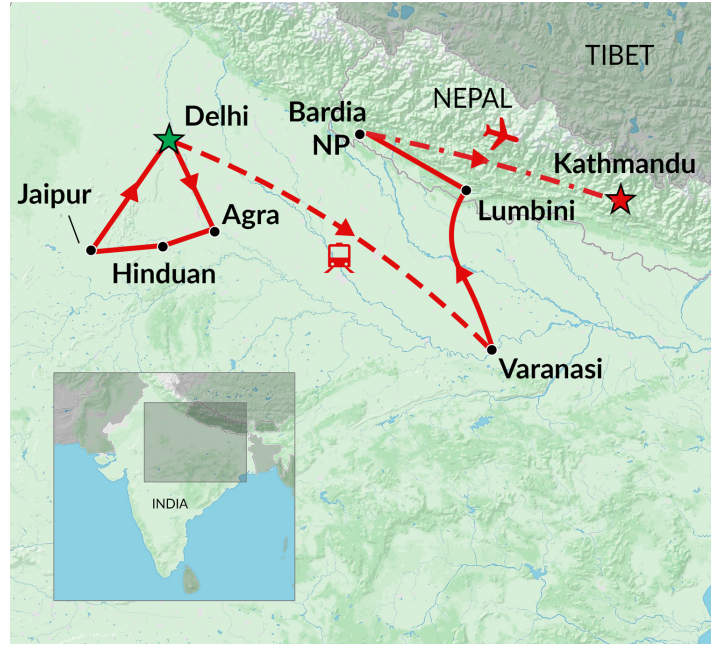 TIBET
NEPAL
Delhi
Bardia
NP
Kathmandu
Jaipur
Agra
Lumbini
Hinduan
Varanasi
INDIA